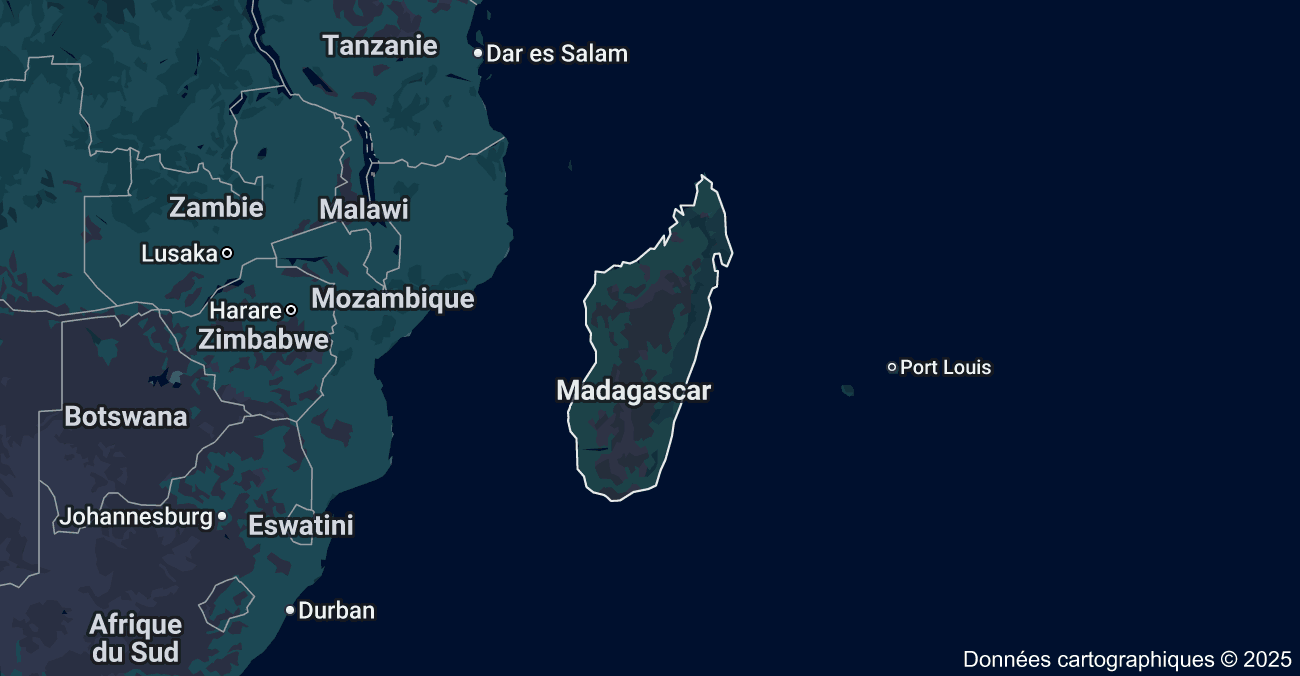 Tanzanie
Dar es Salam
Zambie
Malawi
Lusaka
Mozambique
Harare
Zimbabwe
Port Louis
Madagascar
Botswana
Johannesburg
Eswatini
Durban
Afrique
du Sud
Données cartographiques © 2025